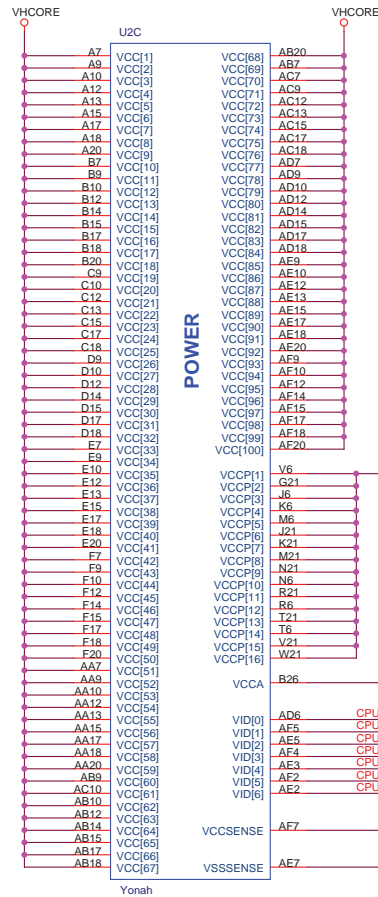 VHCORE VHCORE
U2C
A7 VCC[1] VCC[68] AB20
A9 VCC[2] VCC[69] AB7
A10 VCC[3] VCC[70] AC7
A12 VCC[4] VCC[71] AC9
A13 VCC[5] VCC[72] AC12
A15 VCC[6] VCC[73] AC13
A17 VCC[7] VCC[74] AC15
A18 VCC[8] VCC[75] AC17
A20 VCC[9] VCC[76] AC18
B7 VCC[10] VCC[77] AD7
B9 VCC[11] VCC[78] AD9
B10 VCC[12] VCC[79] AD10
B12 VCC[13] VCC[80] AD12
B14 VCC[14] VCC[81] AD14
B15 VCC[15] VCC[82] AD15
B17 VCC[16] VCC[83] AD17
B18 VCC[17] VCC[84] AD18
B20 VCC[18] VCC[85] AE9
C9 VCC[19] VCC[86] AE10
C10 VCC[20] VCC[87] AE12
C12 VCC[21] VCC[88] AE13
C13 VCC[22] VCC[89] AE15
C15 VCC[23] VCC[90] AE17
C17 VCC[24] VCC[91] AE18
C18 VCC[25] VCC[92] AE20
D9 VCC[26] VCC[93] AF9
D10 VCC[27] VCC[94] AF10
D12 VCC[28] VCC[95] AF12
D14 VCC[29] VCC[96] AF14
D15 VCC[30] VCC[97] AF15
D17 VCC[31] VCC[98] AF17
D18 VCC[32] VCC[99] AF18
E7 VCC[33] VCC[100] AF20
POWER
E9 VCC[34]
E10 VCC[35] VCCP[1] V6
E12 VCC[36] VCCP[2] G21
E13 VCC[37] VCCP[3] J6
E15 VCC[38] VCCP[4] K6
E17 VCC[39] VCCP[5] M6
E18 VCC[40] VCCP[6] J21
E20 VCC[41] VCCP[7] K21
F7 VCC[42] VCCP[8] M21
F9 VCC[43] VCCP[9] N21
F10 VCC[44] VCCP[10] N6
F12 VCC[45] VCCP[11] R21
F14 VCC[46] VCCP[12] R6
F15 VCC[47] VCCP[13] T21
F17 VCC[48] VCCP[14] T6
F18 VCC[49] VCCP[15] V21
F20 VCC[50] VCCP[16] W21
AA7 VCC[51]
AA9 VCC[52] VCCA B26
AA10 VCC[53]
AA12 VCC[54]
AA13 VCC[55] VID[0] AD6 CPU
AA15 VCC[56] VID[1] AF5 CPU
AA17 VCC[57] VID[2] AE5 CPU
AA18 VCC[58] VID[3] AF4 CPU
AA20 VCC[59] VID[4] AE3 CPU
AB9 VCC[60] VID[5] AF2 CPU
AC10 VCC[61] VID[6] AE2 CPU
AB10 VCC[62]
AB12 VCC[63]
AB14 VCC[64] VCCSENSE AF7
AB15 VCC[65]
AB17 VCC[66]
AB18 VCC[67] VSSSENSE AE7
Yonah